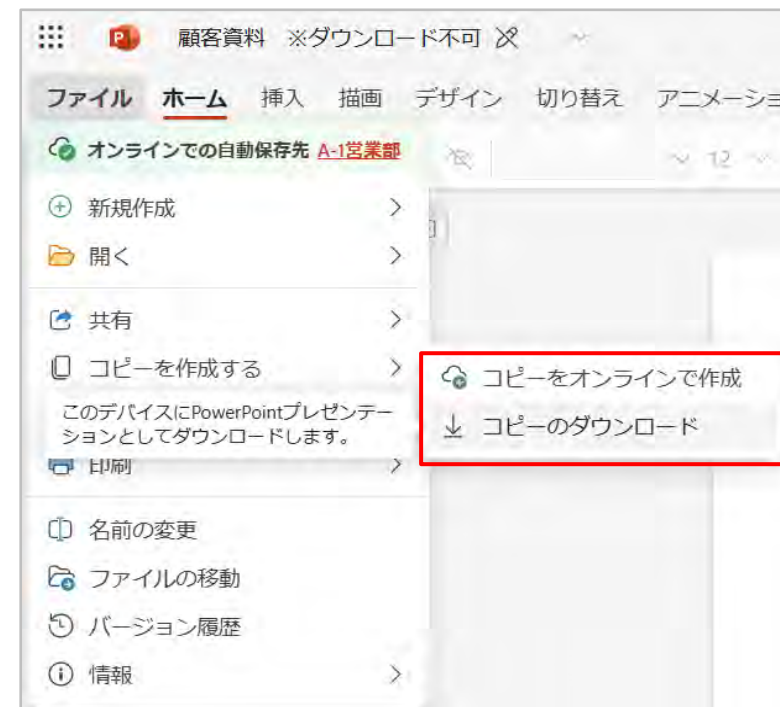 顧客資料 ※ダウンロード不可
ファイル ホーム 挿入 描画 デザイン 切り替え アニメーショ
オンラインでの自動保存先 A-1営業部
12
新規作成
開く
共有
コピーを作成する
コピーをオンラインで作成
このデバイスにPowerPointプレゼンテー
ションとしてダウンロードします。
コピーのダウンロード
印刷
名前の変更
ファイルの移動
バージョン履歴
情報